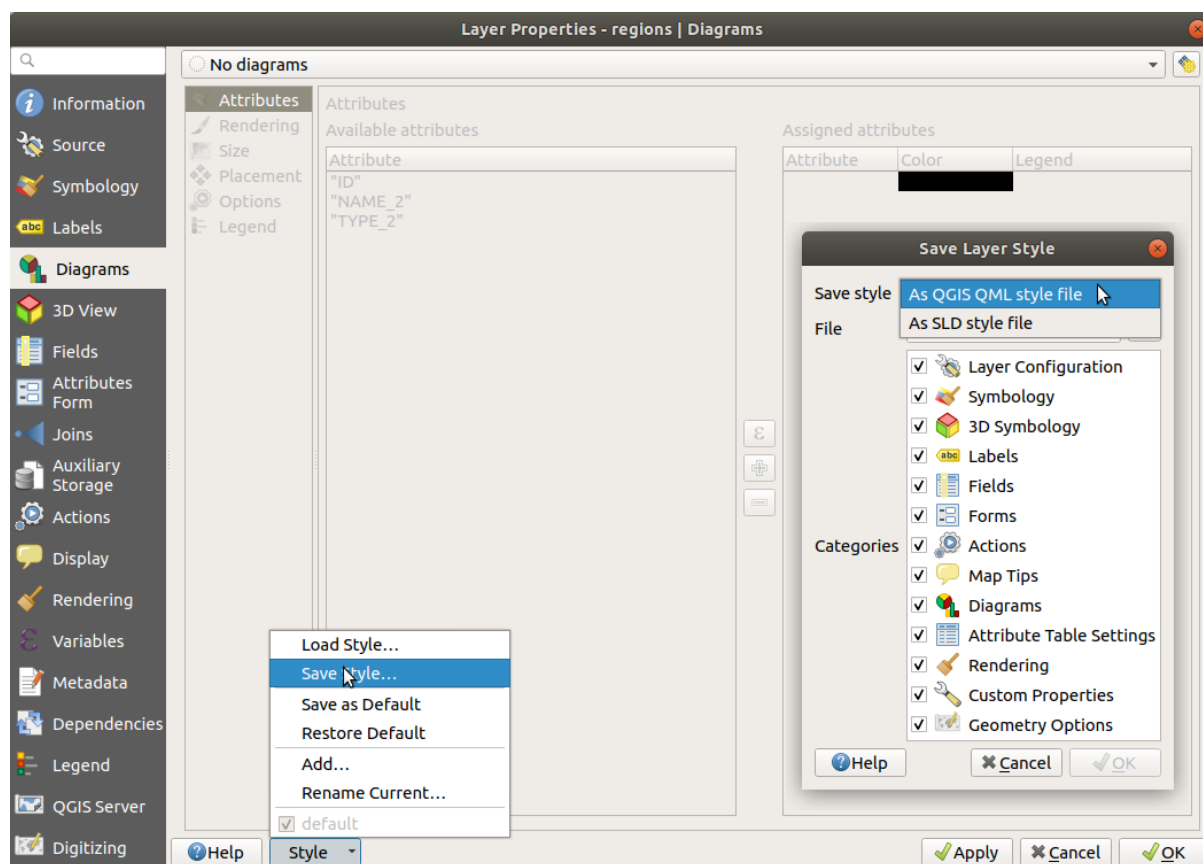 Layer Properties - regions | Diagrams
No diagrams
Information
Source
Symbology
abc Labels
Diagrams
3D View
Fields
Attributes
Form
Joins
Auxiliary
Storage
Actions
Display
Rendering
Variables
Metadata
Dependencies
Legend
QGIS Server
Digitizing
Attributes
Rendering
Size
Placement
Options
Legend
Attributes
Available attributes
Attribute
"ID"
"NAME_2"
"TYPE_2"
ε
Assigned attributes
Attribute Color Legend
Save Layer Style
Save style As QGIS QML style file
As SLD style file
File
Categories
Layer Configuration
Symbology
3D Symbology
abc Labels
Fields
Forms
Actions
Map Tips
Diagrams
Attribute Table Settings
Rendering
Custom Properties
Geometry Options
Help Cancel OK
Load Style...
Save Style...
Save as Default
Restore Default
Add...
Rename Current...
default
Help Style Apply Cancel OK